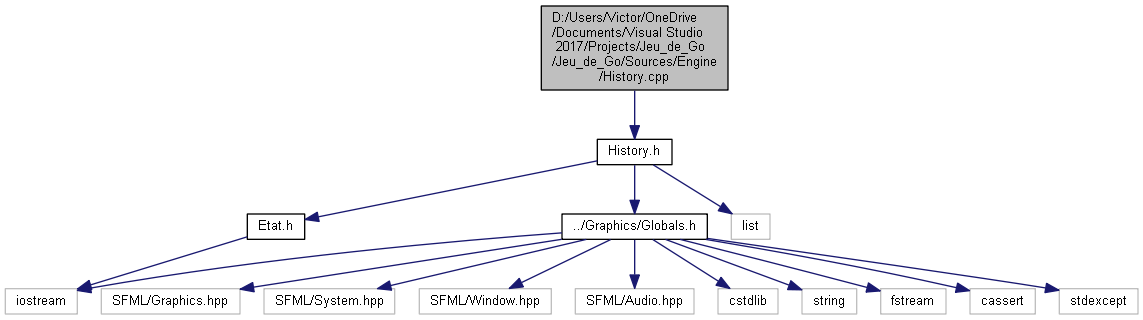 D:/Users/Victor/OneDrive
/Documents/Visual Studio
2017/Projects/Jeu_de_Go
/Jeu_de_Go/Sources/Engine
/History.cpp
History.h
Etat.h
../Graphics/Globals.h
list
iostream
SFML/Graphics.hpp
SFML/System.hpp
SFML/Window.hpp
SFML/Audio.hpp
cstdlib
string
fstream
cassert
stdexcept